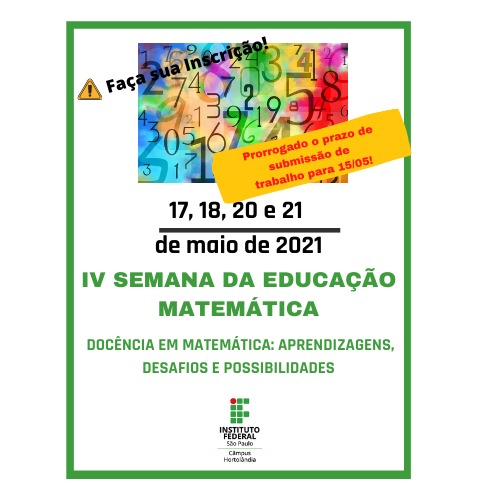 Faça sua Inscrição!
Prorrogado o prazo de
submissão de
trabalho para 15/05!
17, 18, 20 e 21
de maio de 2021
IV SEMANA DA EDUCAÇÃO
MATEMÁTICA
DOCÊNCIA EM MATEMÁTICA: APRENDIZAGENS,
DESAFIOS E POSSIBILIDADES
INSTITUTO
FEDERAL
São Paulo
Câmpus
Hortolândia